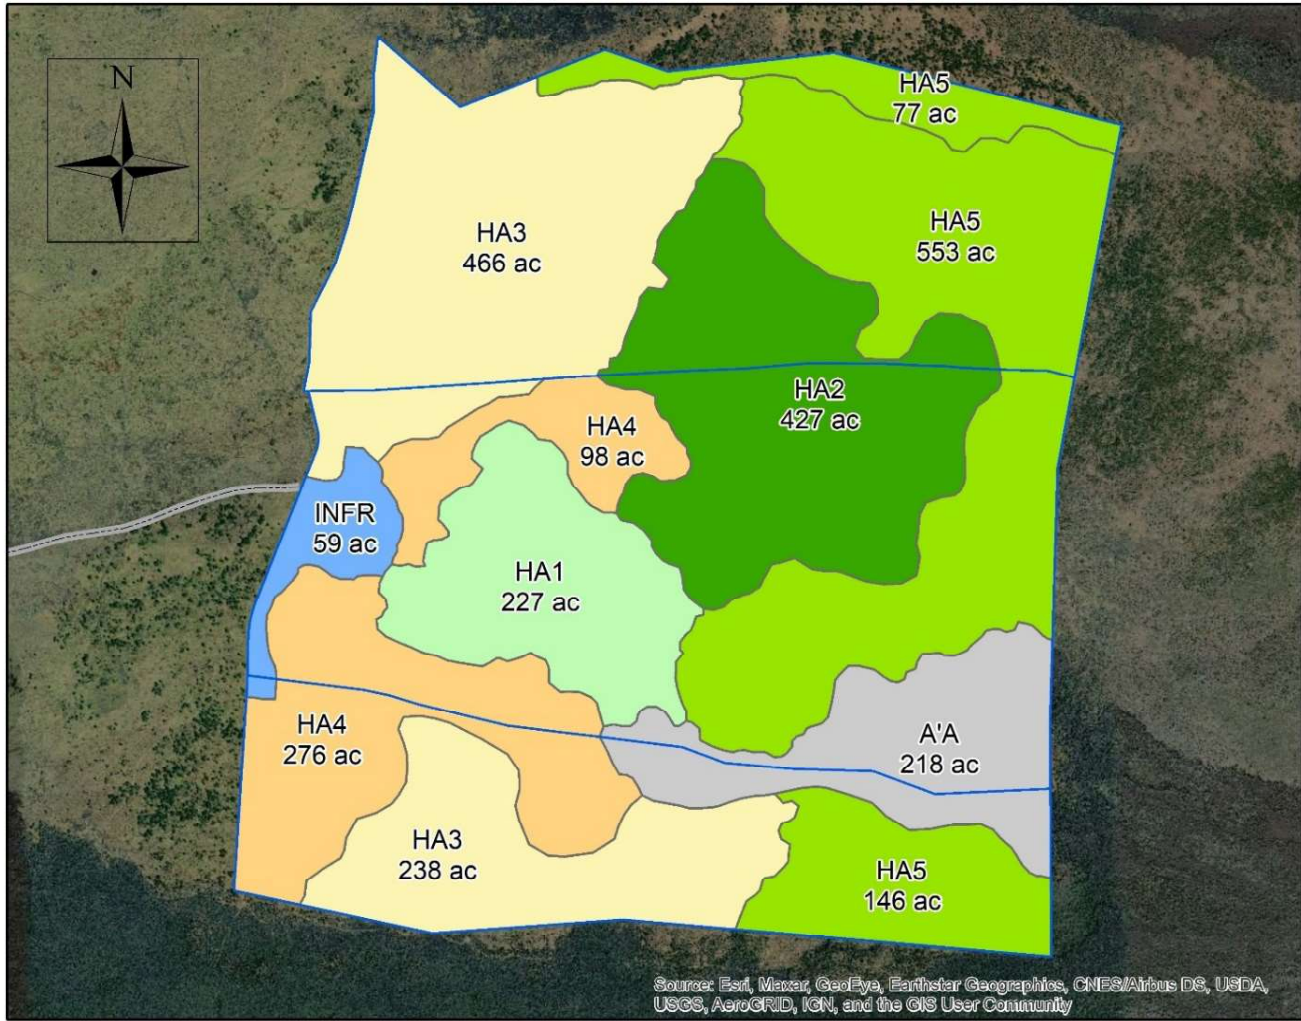 N
HA5
77 ac
HA3
466 ac
HA5
553 ac
HA2
427 ac
HA4
98 ac
INFR
59 ac
HA1
227 ac
HA4
276 ac
A'A
218 ac
HA3
238 ac
HA5
146 ac
Source: Esri, Maxar, GeoEye, Earthstar Geographics, CNES/Airbus DS, USDA,
USGS, AeroGRID, IGN, and the GIS User Community